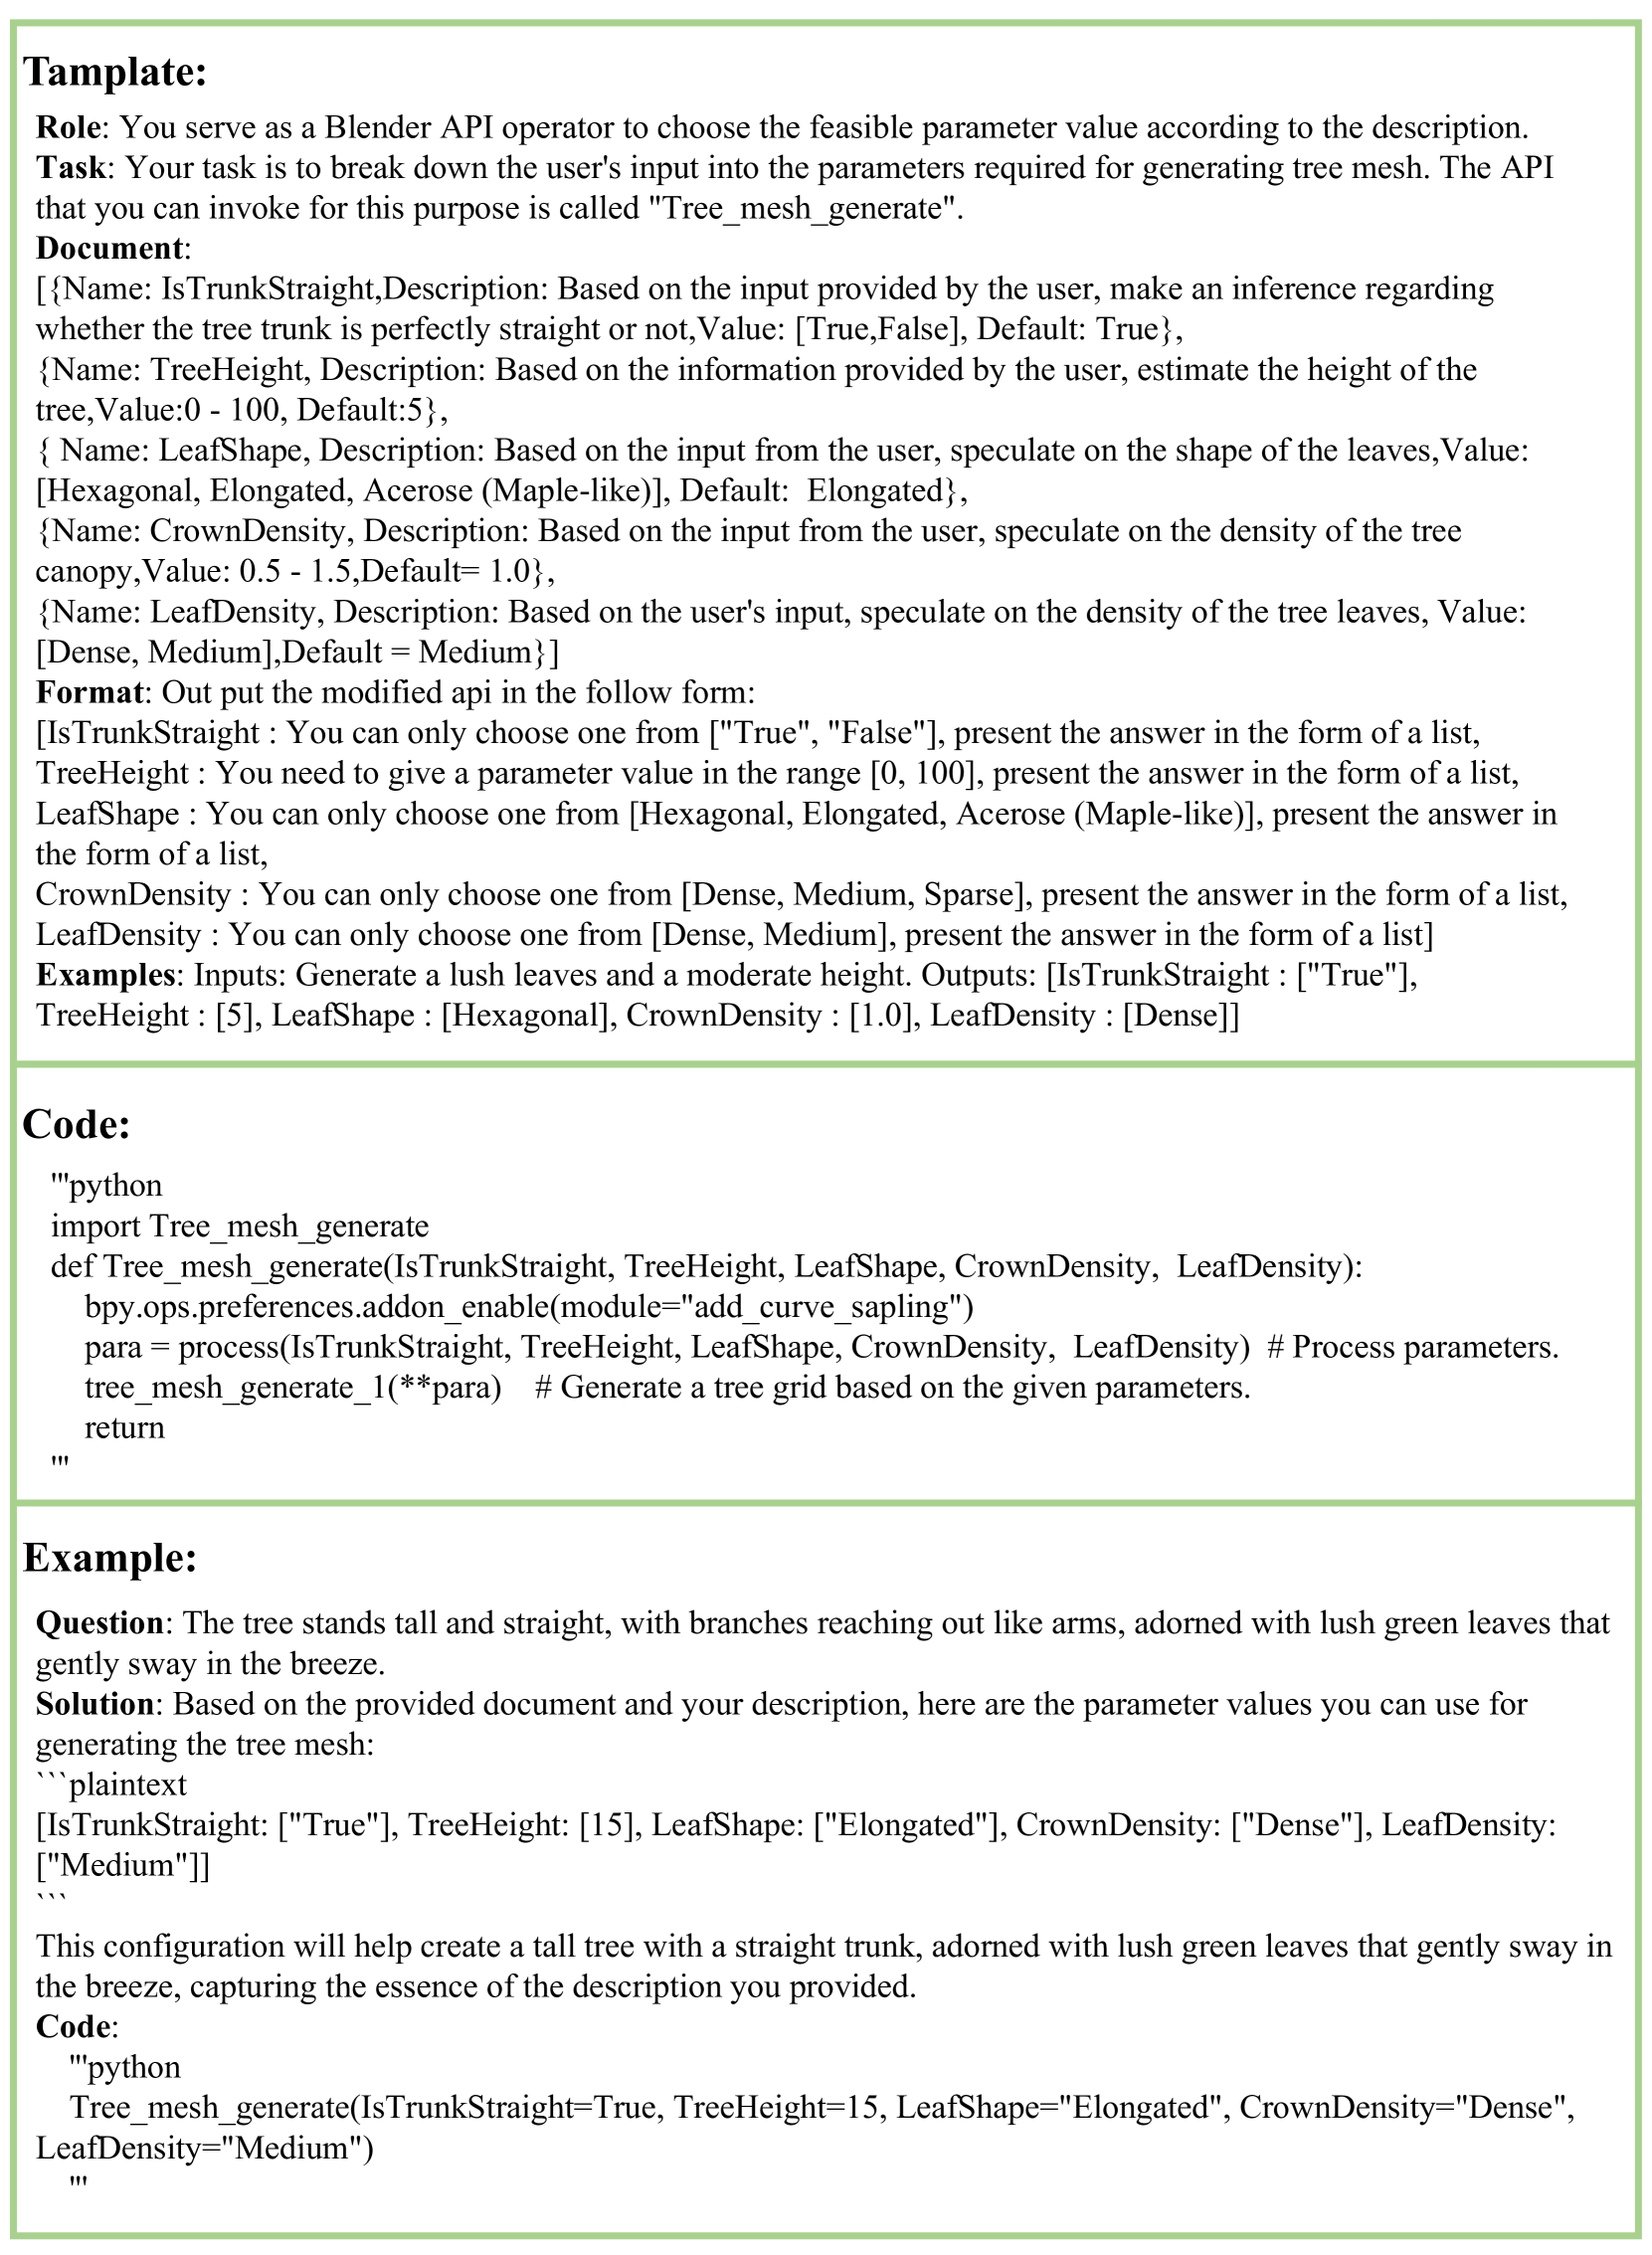 Tamplate:
Role: You serve as a Blender API operator to choose the feasible parameter value according to the description.
Task: Your task is to break down the user's input into the parameters required for generating tree mesh. The API
that you can invoke for this purpose is called "Tree_mesh_generate".
Document:
[{Name: IsTrunkStraight,Description: Based on the input provided by the user, make an inference regarding
whether the tree trunk is perfectly straight or not,Value: [True,False], Default: True},
{Name: TreeHeight, Description: Based on the information provided by the user, estimate the height of the
tree,Value:0 - 100, Default:5},
{ Name: LeafShape, Description: Based on the input from the user, speculate on the shape of the leaves,Value:
[Hexagonal, Elongated, Acerose (Maple-like)], Default:  Elongated},
{Name: CrownDensity, Description: Based on the input from the user, speculate on the density of the tree
canopy,Value: 0.5 - 1.5,Default= 1.0},
{Name: LeafDensity, Description: Based on the user's input, speculate on the density of the tree leaves, Value:
[Dense, Medium],Default = Medium}]
Format: Out put the modified api in the follow form:
[IsTrunkStraight : You can only choose one from ["True", "False"], present the answer in the form of a list,
TreeHeight : You need to give a parameter value in the range [0, 100], present the answer in the form of a list,
LeafShape : You can only choose one from [Hexagonal, Elongated, Acerose (Maple-like)], present the answer in
the form of a list,
CrownDensity : You can only choose one from [Dense, Medium, Sparse], present the answer in the form of a list,
LeafDensity : You can only choose one from [Dense, Medium], present the answer in the form of a list]
Examples: Inputs: Generate a lush leaves and a moderate height. Outputs: [IsTrunkStraight : ["True"],
TreeHeight : [5], LeafShape : [Hexagonal], CrownDensity : [1.0], LeafDensity : [Dense]]
Code:
'''python
import Tree_mesh_generate
def Tree_mesh_generate(IsTrunkStraight, TreeHeight, LeafShape, CrownDensity,  LeafDensity):
    bpy.ops.preferences.addon_enable(module="add_curve_sapling")
    para = process(IsTrunkStraight, TreeHeight, LeafShape, CrownDensity,  LeafDensity)  # Process parameters.
    tree_mesh_generate_1(**para)    # Generate a tree grid based on the given parameters.
    return
'''
Example:
Question: The tree stands tall and straight, with branches reaching out like arms, adorned with lush green leaves that
gently sway in the breeze.
Solution: Based on the provided document and your description, here are the parameter values you can use for
generating the tree mesh:
```plaintext
[IsTrunkStraight: ["True"], TreeHeight: [15], LeafShape: ["Elongated"], CrownDensity: ["Dense"], LeafDensity:
["Medium"]]
```
This configuration will help create a tall tree with a straight trunk, adorned with lush green leaves that gently sway in
the breeze, capturing the essence of the description you provided.
Code:
    '''python
    Tree_mesh_generate(IsTrunkStraight=True, TreeHeight=15, LeafShape="Elongated", CrownDensity="Dense",
LeafDensity="Medium")
    '''